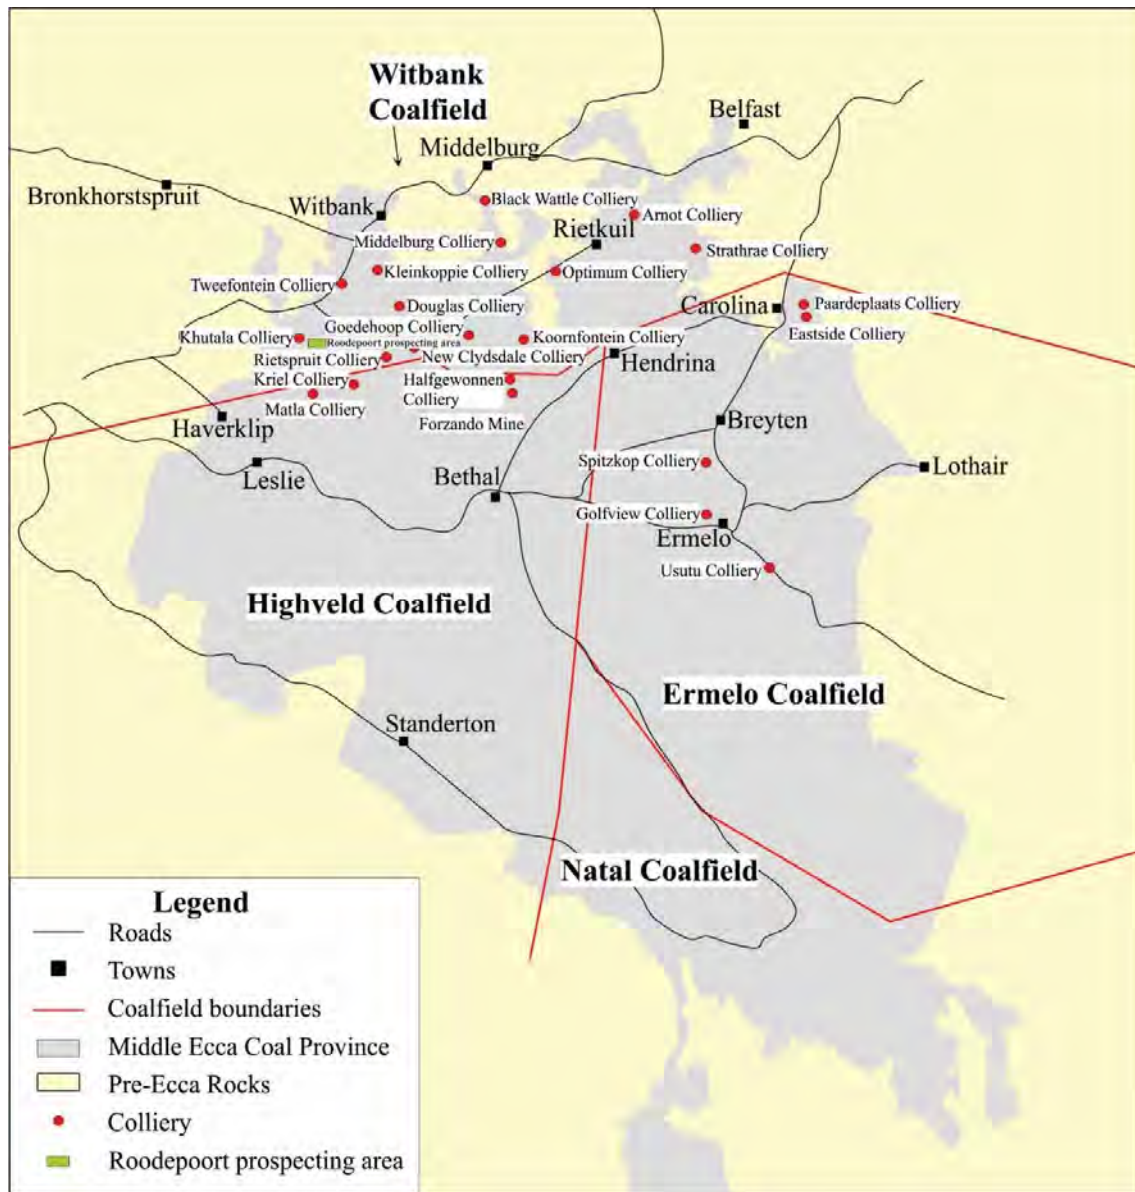 Witbank
Coalfield
Belfast
Middelburg
Bronkhorstspruit
Black Wattle Colliery
Witbank
Arnot Colliery
Rietkuil
Middelburg Colliery
Strathrae Colliery
Kleinkoppie Colliery
Optimum Colliery
Tweefontein Colliery
Douglas Colliery
Carolina
Paardeplaats Colliery
Goedehoop Colliery
Eastside Colliery
Khutala Colliery
Roodepoort prospecting area
Koornfontein Colliery
Rietspruit Colliery
New Clydsdale Colliery
Hendrina
Kriel Colliery
Halfgewonnen
Colliery
Matla Colliery
Haverklip
Forzando Mine
Breyten
Spitzkop Colliery
Lothair
Leslie
Bethal
Golfview Colliery
Ermelo
Usutu Colliery
Highveld Coalfield
Ermelo Coalfield
Standerton
Natal Coalfield
Legend
Roads
Towns
Coalfield boundaries
Middle Ecca Coal Province
Pre-Ecca Rocks
Colliery
Roodepoort prospecting area